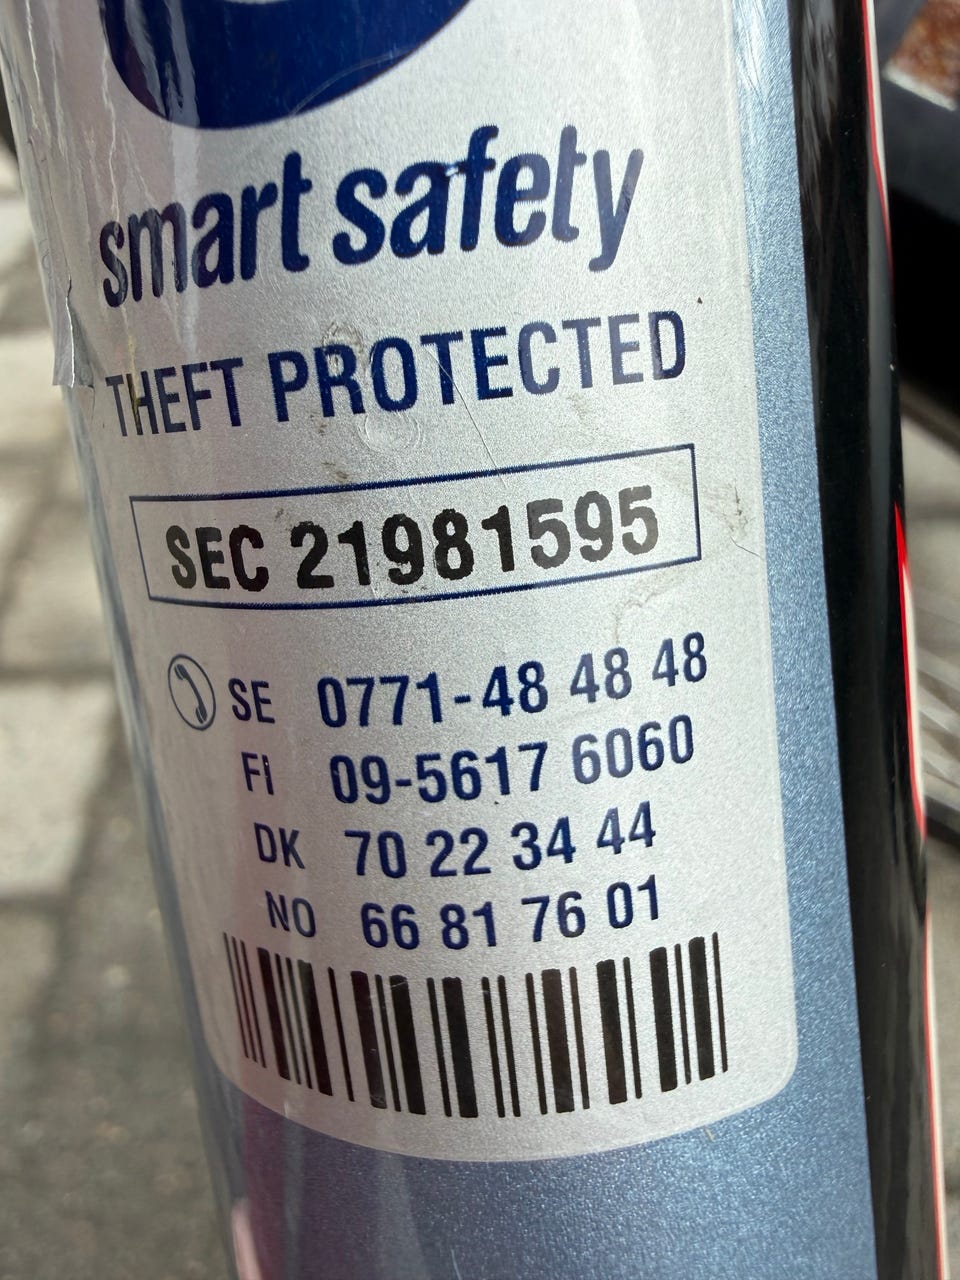 smart safety
THEFT PROTECTED
SEC 21981595
SE 0771-48 48 48
FI 09-5617 6060
DK 70 22 34 44
NO 66 81 76 01